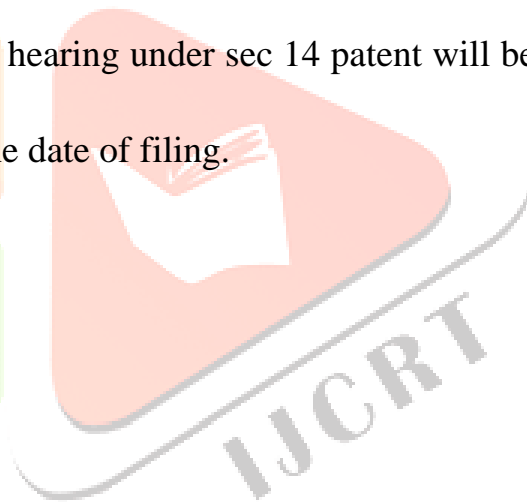 hearing under sec 14 patent will be
e date of filing.
IJCRT